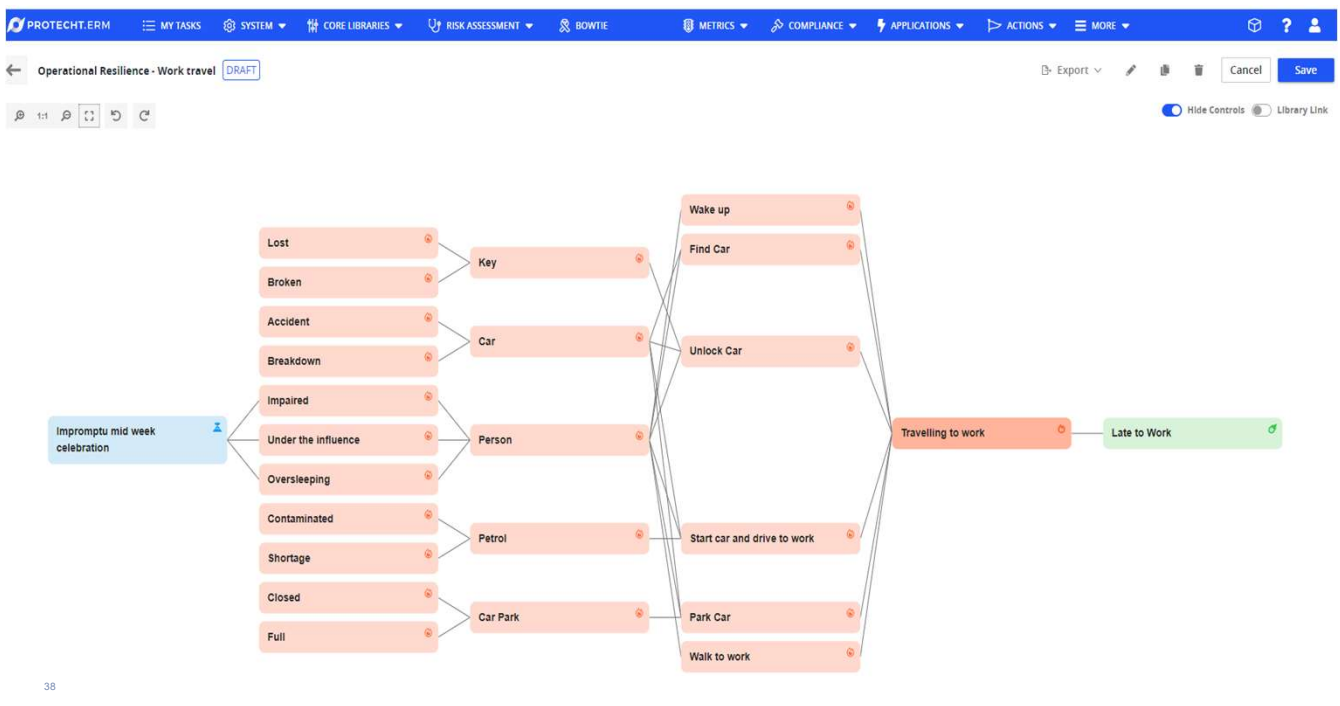 PROTECHT.ERM MY TASKS SYSTEM CORE LIBRARIES RISK ASSESSMENT BOWTIE METRICS COMPLIANCE APPLICATIONS ACTIONS MORE ?
Operational Resilience - Work travel DRAFT Export Cancel Save
1:1 Hide Controls Library Link
Wake up
Lost
Find Car
Key
Broken
Accident
Car
Unlock Car
Breakdown
Impaired
Impromptu mid week
celebration
Under the influence
Person
Travelling to work
Late to Work
Oversleeping
Contaminated
Petrol
Start car and drive to work
Shortage
Closed
Car Park
Park Car
Full
Walk to work
38